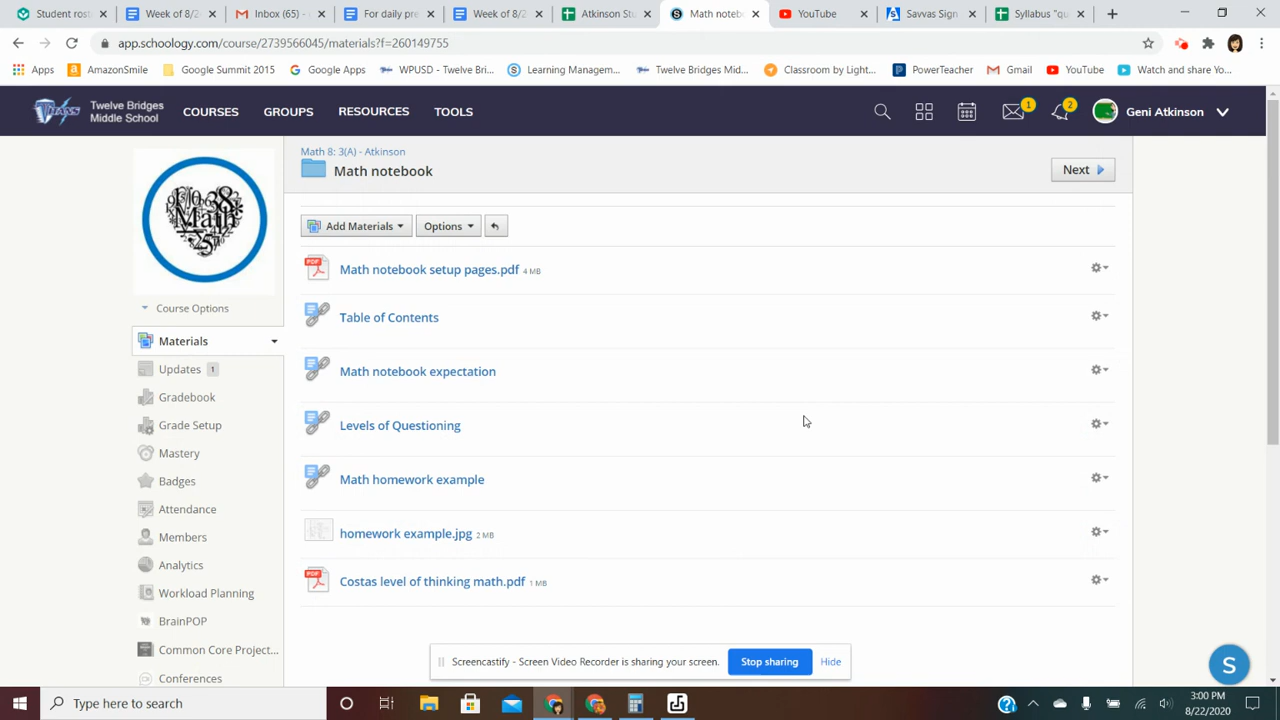 Student rost
Week of 8/2
Inbox (65) -
For daily pre
Week of 8/2
Atkinson Stu
Math noteb
YouTube
Savvas Sign
Syllabus "qu
app.schoology.com/course/2739566045/materials?f=260149755
Apps
AmazonSmile
Google Summit 2015
Google Apps
WPUSD - Twelve Bri...
Learning Managem...
Twelve Bridges Mid...
Classroom by Light...
PowerTeacher
Gmail
YouTube
Watch and share Yo...
Twelve Bridges
Middle School
COURSES
GROUPS
RESOURCES
TOOLS
1
2
Geni Atkinson
Math 8: 3(A) - Atkinson
Math notebook
Next
Math
Add Materials
Options
Math notebook setup pages.pdf 4 MB
Table of Contents
Math notebook expectation
Levels of Questioning
Math homework example
homework example.jpg 2 MB
Costas level of thinking math.pdf 1 MB
Course Options
Materials
Updates 1
Gradebook
Grade Setup
Mastery
Badges
Attendance
Members
Analytics
Workload Planning
BrainPOP
Common Core Project...
Conferences
Screencastify - Screen Video Recorder is sharing your screen.
Stop sharing
Hide
S
Type here to search
3:00 PM
8/22/2020